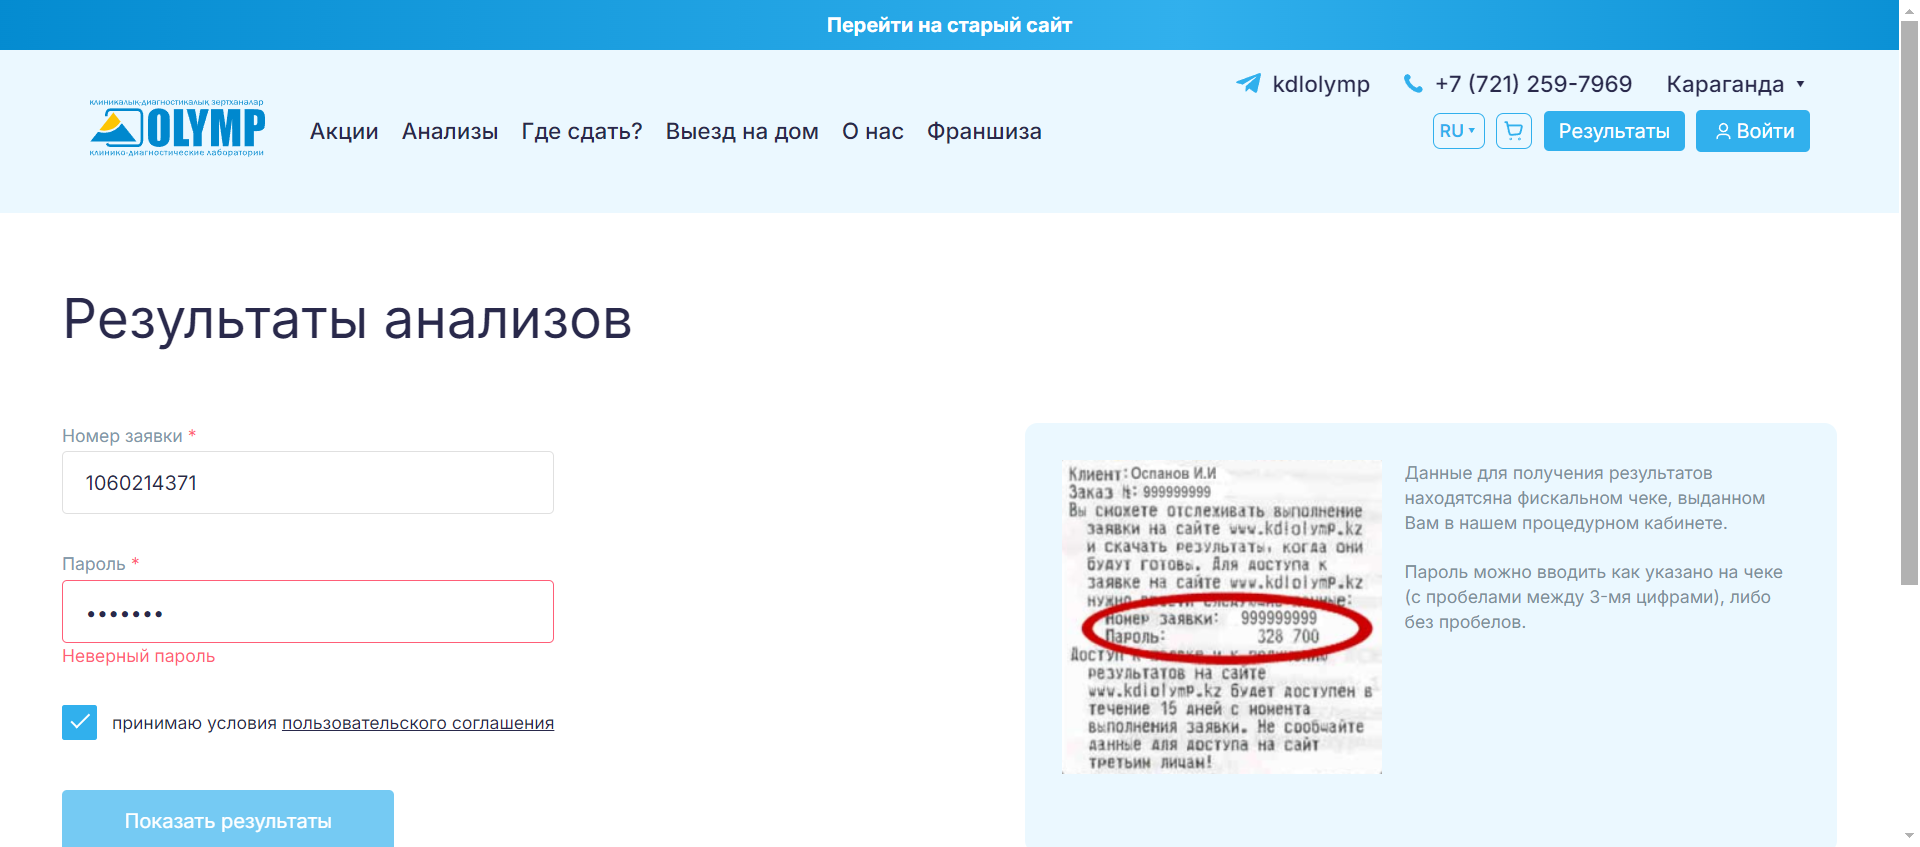 Перейти на старый сайт
kdlolymp
+7 (721) 259-7969
Караганда
клиникалық-диагностикалық зертханалар
OLYMP
клинико-диагностические лаборатории
Акции
Анализы
Где сдать?
Выезд на дом
О нас
Франшиза
RU
Результаты
Войти
Результаты анализов
Номер заявки *
1060214371
Пароль *
•••••••
Неверный пароль
принимаю условия пользовательского соглашения
Показать результаты
Клиент: Оспанов И.И
Заказ №: 999999999
Вы сможете отслеживать выполнение
заявки на сайте www.kdlolymp.kz
и скачать результаты, когда они
будут готовы. Для доступа к
заявке на сайте www.kdlolymp.kz
нужно ввести следующие данные:
Номер заявки: 999999999
Пароль: 328 700
Доступ к заявке и к получению
результатов на сайте
www.kdlolymp.kz будет доступен в
течение 15 дней с момента
выполнения заявки. Не сообщайте
данные для доступа на сайт
третьим лицам!
Данные для получения результатов
находятсяна фискальном чеке, выданном
Вам в нашем процедурном кабинете.
Пароль можно вводить как указано на чеке
(с пробелами между 3-мя цифрами), либо
без пробелов.